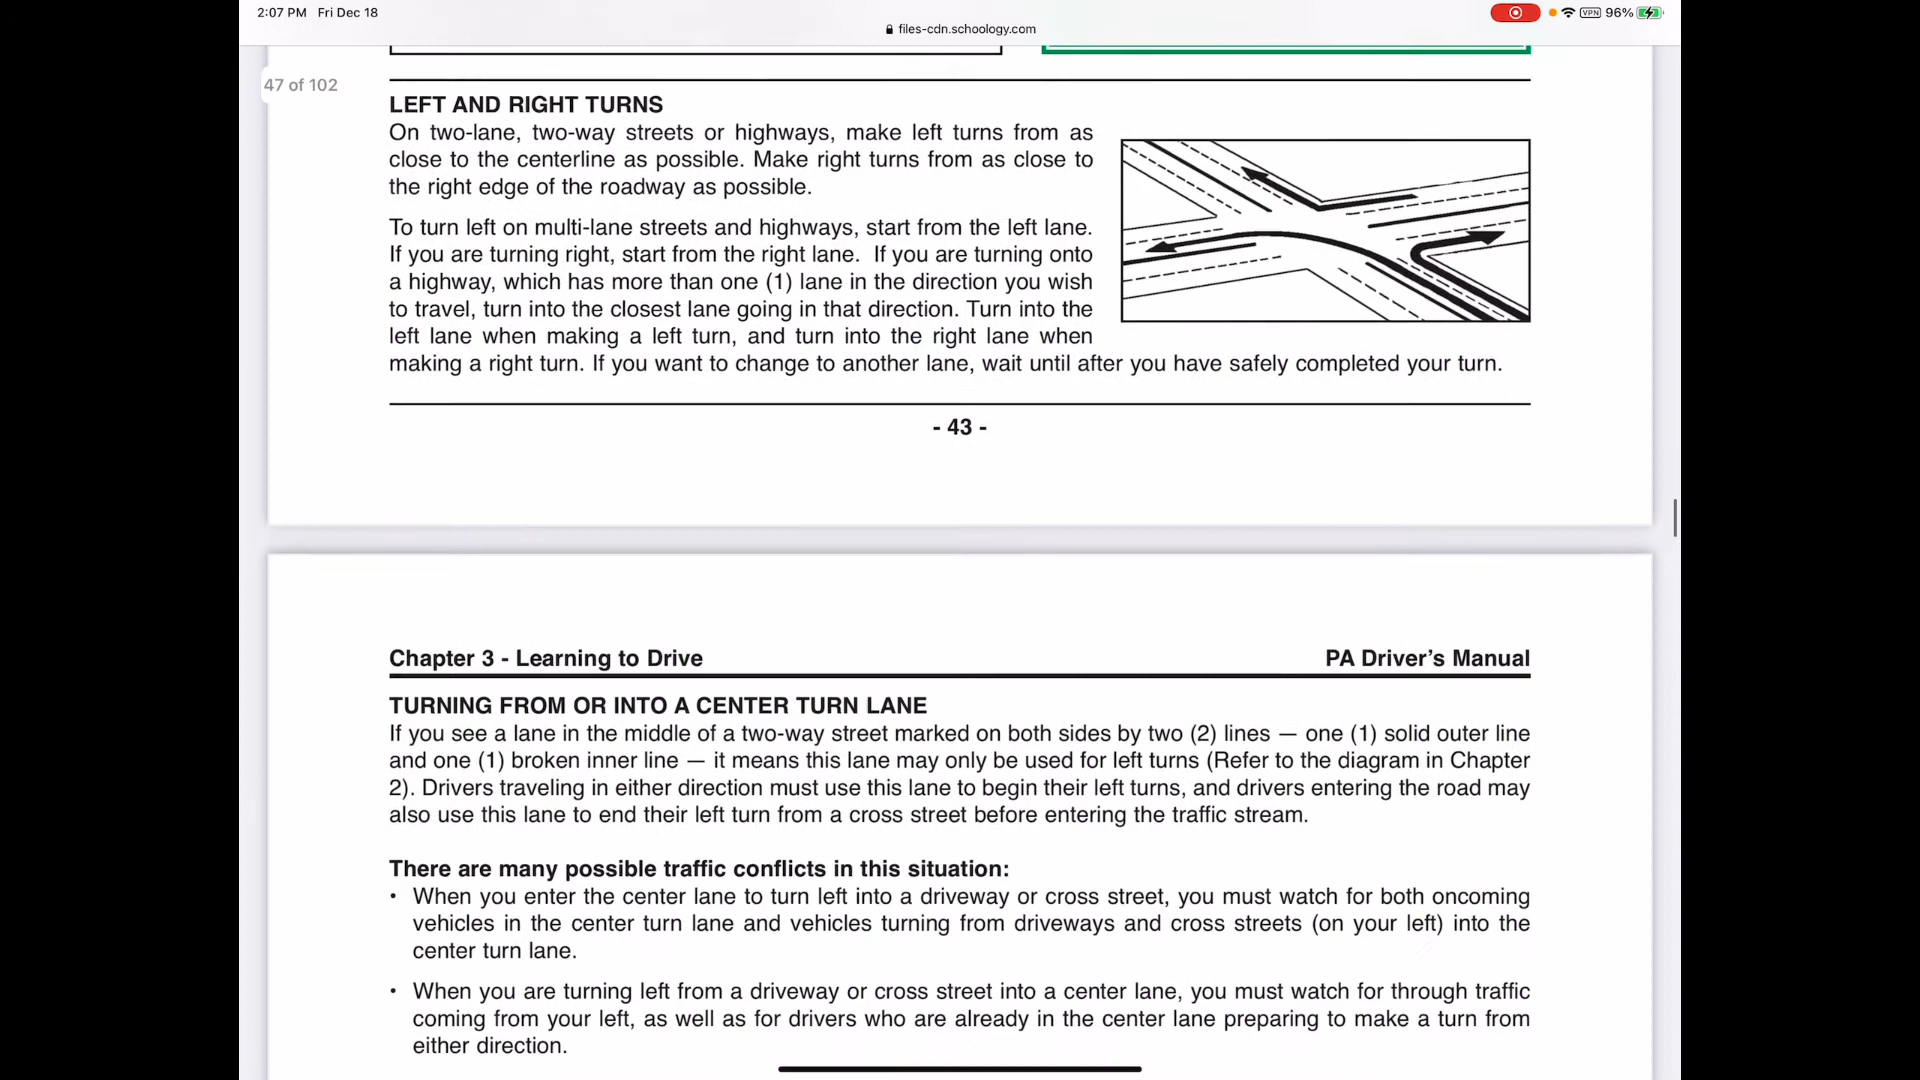 2:07 PM Fri Dec 18
VPN 96%
files-cdn.schoology.com
47 of 102
LEFT AND RIGHT TURNS
On two-lane, two-way streets or highways, make left turns from as
close to the centerline as possible. Make right turns from as close to
the right edge of the roadway as possible.
To turn left on multi-lane streets and highways, start from the left lane.
If you are turning right, start from the right lane. If you are turning onto
a highway, which has more than one (1) lane in the direction you wish
to travel, turn into the closest lane going in that direction. Turn into the
left lane when making a left turn, and turn into the right lane when
making a right turn. If you want to change to another lane, wait until after you have safely completed your turn.
- 43 -
Chapter 3 - Learning to Drive PA Driver’s Manual
TURNING FROM OR INTO A CENTER TURN LANE
If you see a lane in the middle of a two-way street marked on both sides by two (2) lines — one (1) solid outer line
and one (1) broken inner line — it means this lane may only be used for left turns (Refer to the diagram in Chapter
2). Drivers traveling in either direction must use this lane to begin their left turns, and drivers entering the road may
also use this lane to end their left turn from a cross street before entering the traffic stream.
There are many possible traffic conflicts in this situation:
• When you enter the center lane to turn left into a driveway or cross street, you must watch for both oncoming
vehicles in the center turn lane and vehicles turning from driveways and cross streets (on your left) into the
center turn lane.
• When you are turning left from a driveway or cross street into a center lane, you must watch for through traffic
coming from your left, as well as for drivers who are already in the center lane preparing to make a turn from
either direction.